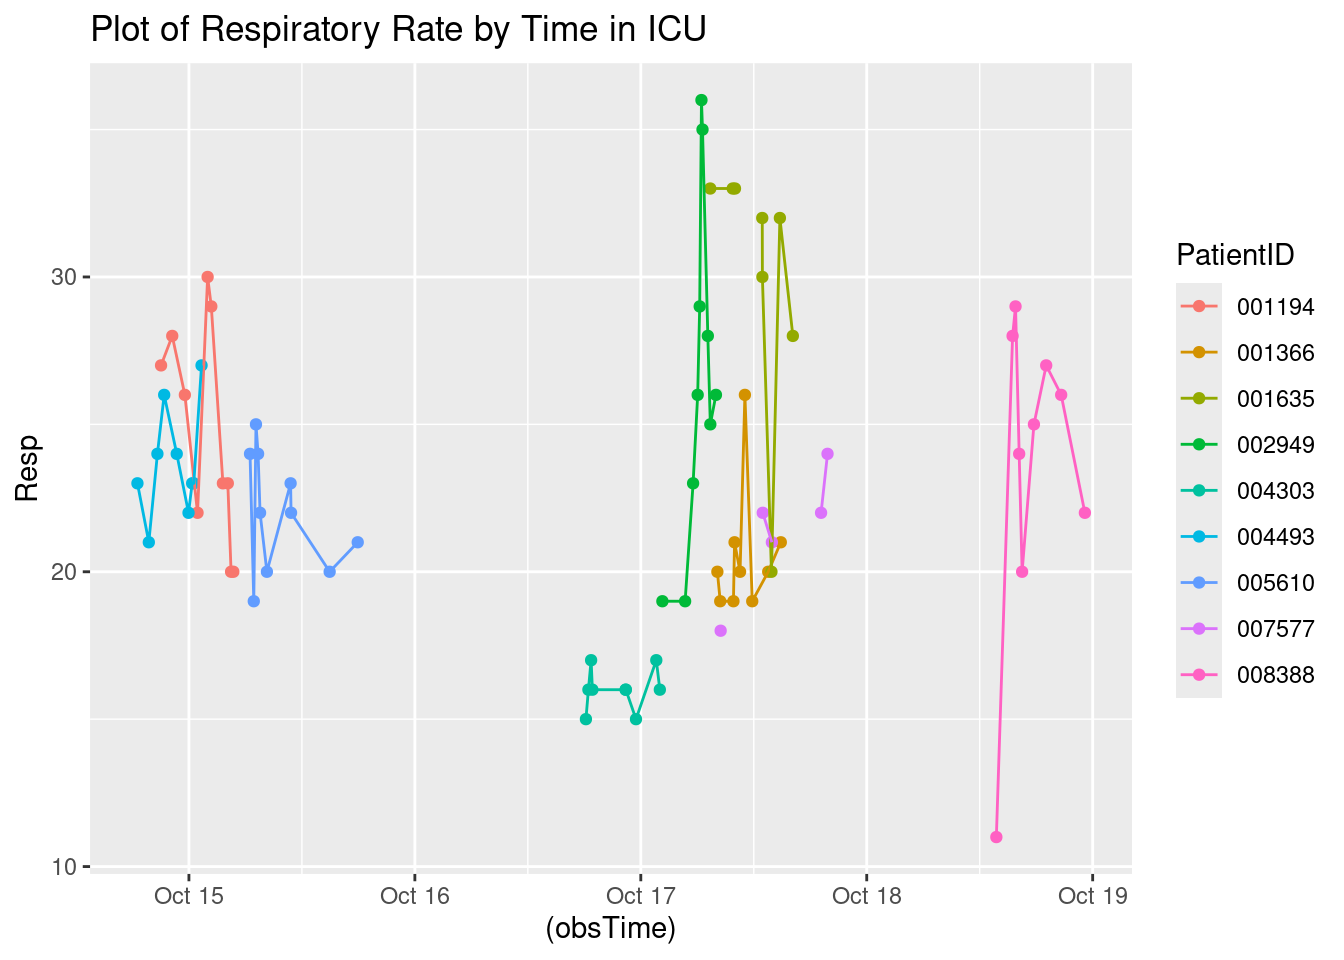 Plot of Respiratory Rate by Time in ICU
Resp
30
20
10
Oct 15 Oct 16 Oct 17 Oct 18 Oct 19
(obsTime)
PatientID
001194
001366
001635
002949
004303
004493
005610
007577
008388